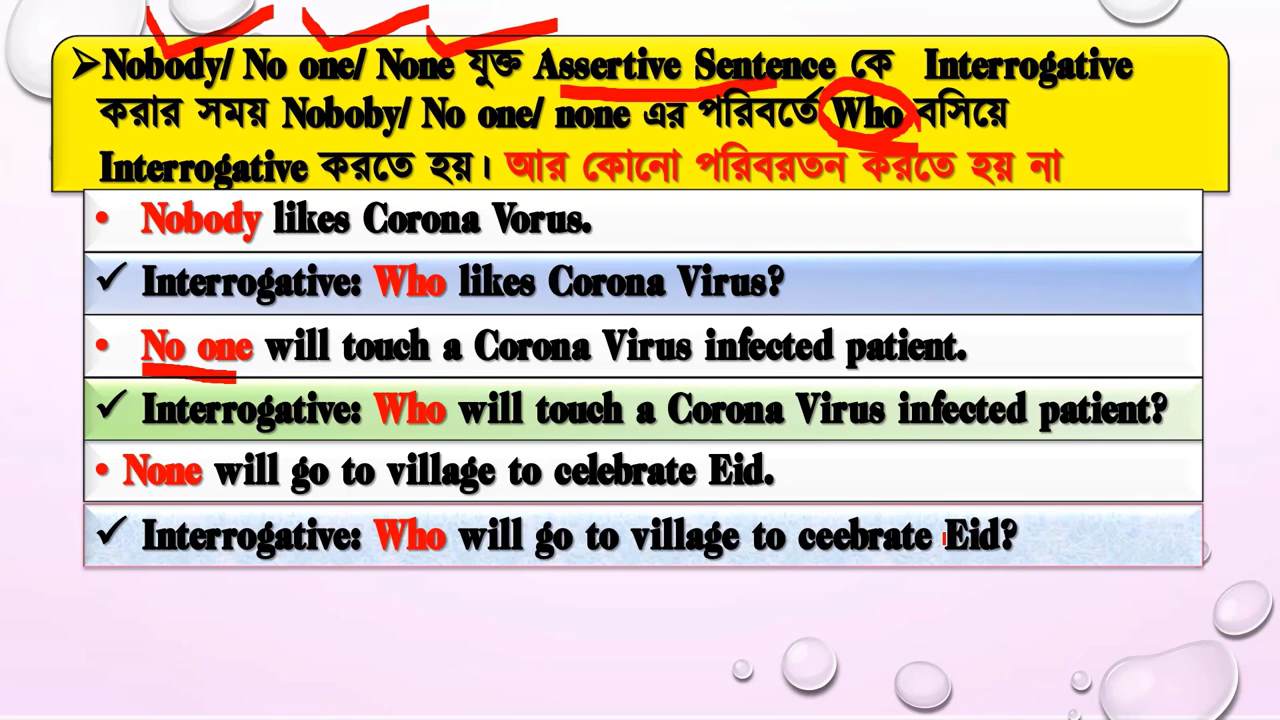 ➢Nobody/ No one/ None যুক্ত Assertive Sentence কে Interrogative
করার সময় Noboby/ No one/ none এর পরিবর্তে Who বসিয়ে
Interrogative করতে হয়। আর কোনো পরিবরতন করতে হয় না
• Nobody likes Corona Vorus.
✓ Interrogative: Who likes Corona Virus?
• No one will touch a Corona Virus infected patient.
✓ Interrogative: Who will touch a Corona Virus infected patient?
• None will go to village to celebrate Eid.
✓ Interrogative: Who will go to village to ceebrate Eid?